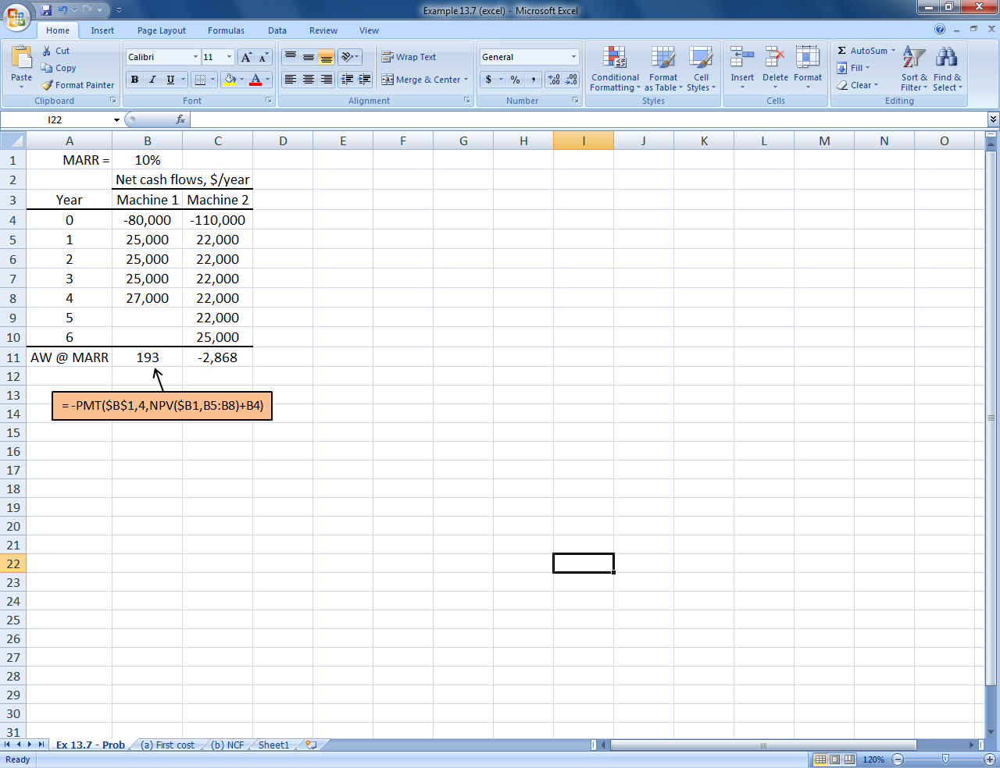 Example 13.7 (excel) - Microsoft Excel
Home Insert Page Layout Formulas Data Review View
Paste
Cut
Copy
Format Painter
Clipboard
Calibri 11 A A
B I U A
Font
Wrap Text
Merge & Center
Alignment
General
$ % , .00 .00
Number
Conditional Formatting
Format as Table
Cell Styles
Styles
Insert Delete Format
Cells
Σ AutoSum
Fill
Clear
Sort & Filter
Find & Select
Editing
I22 fx
A B C D E F G H I J K L M N O
1 MARR = 10%
2 Net cash flows, $/year
3 Year Machine 1 Machine 2
4 0 -80,000 -110,000
5 1 25,000 22,000
6 2 25,000 22,000
7 3 25,000 22,000
8 4 27,000 22,000
9 5 22,000
10 6 25,000
11 AW @ MARR 193 -2,868
12
13
= -PMT($B$1,4,NPV($B1,B5:B8)+B4)
14
15
16
17
18
19
20
21
22
23
24
25
26
27
28
29
30
31
Ex 13.7 - Prob (a) First cost (b) NCF Sheet1
Ready 120%